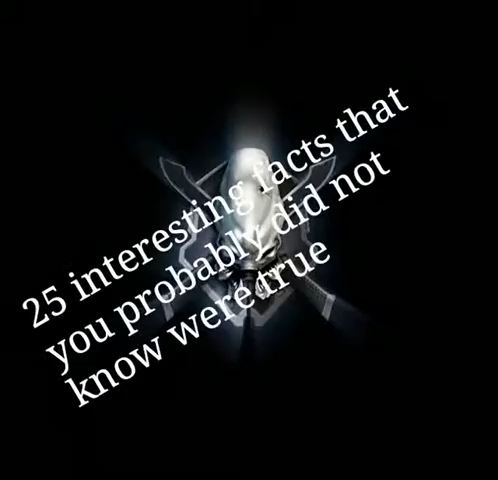 25 interesting facts that
you probably did not
know were true